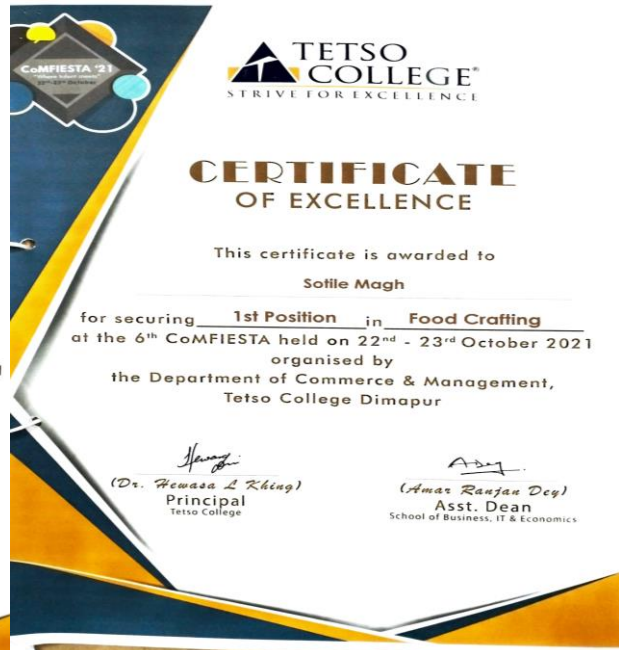 CoMFIESTA '21
TETSO
COLLEGE®
STRIVE FOR EXCELLENCE
CERTIFICATE
OF EXCELLENCE
This certificate is awarded to
Sotile Magh
for securing 1st Position in Food Crafting
at the 6th CoMFIESTA held on 22nd - 23rd October 2021
organised by
the Department of Commerce & Management,
Tetso College Dimapur
(Dr. Hewasa L Khing)
Principal
Tetso College
(Amar Ranjan Dey)
Asst. Dean
School of Business, IT & Economics